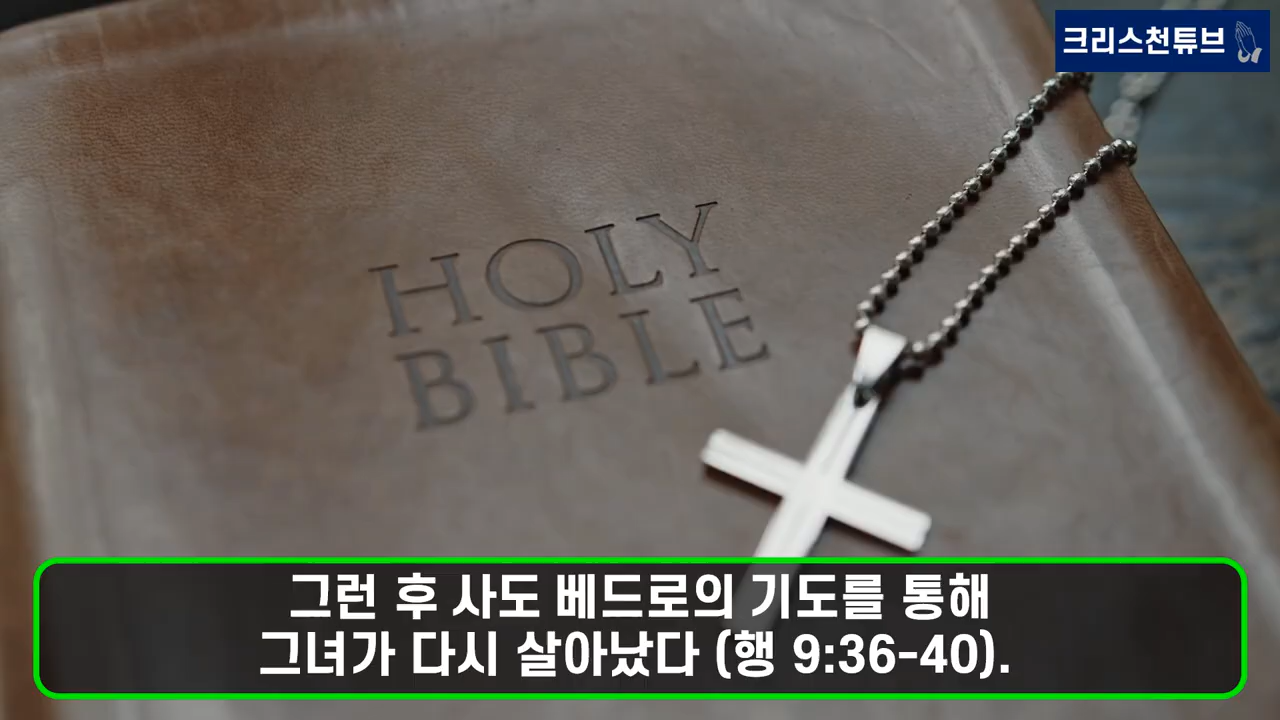 크리스천튜브
HOLY
BIBLE
그런 후 사도 베드로의 기도를 통해
그녀가 다시 살아났다 (행 9:36-40).